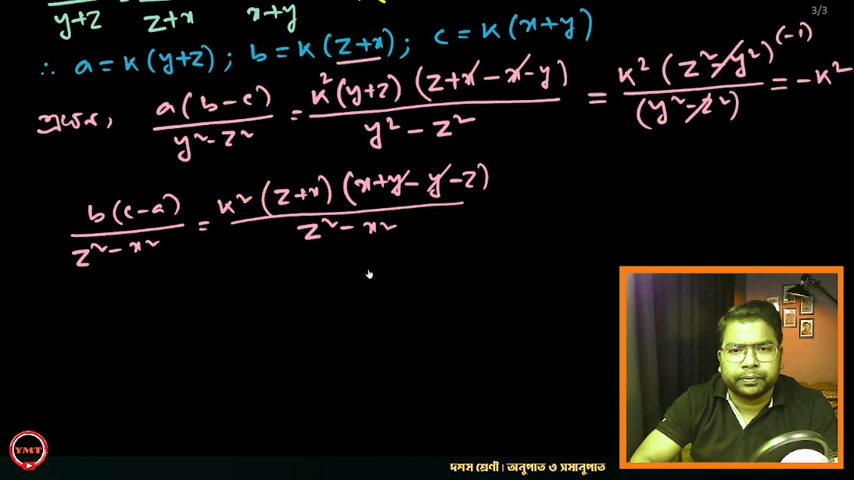 3/3
y+z z+x x+y
∴ a = k(y+z); b = k(z+x); c = k(x+y)
a(b-c)/y²-z² = k²(y+z)(z+x-x-y)/y²-z² = k²(z²-y²)(-1)/(y²-z²) = -k²
b(c-a)/z²-x² = k²(z+x)(x+y-y-z)/z²-x²
YMT
দশম শ্রেণী | অনুপাত ও সমানুপাত